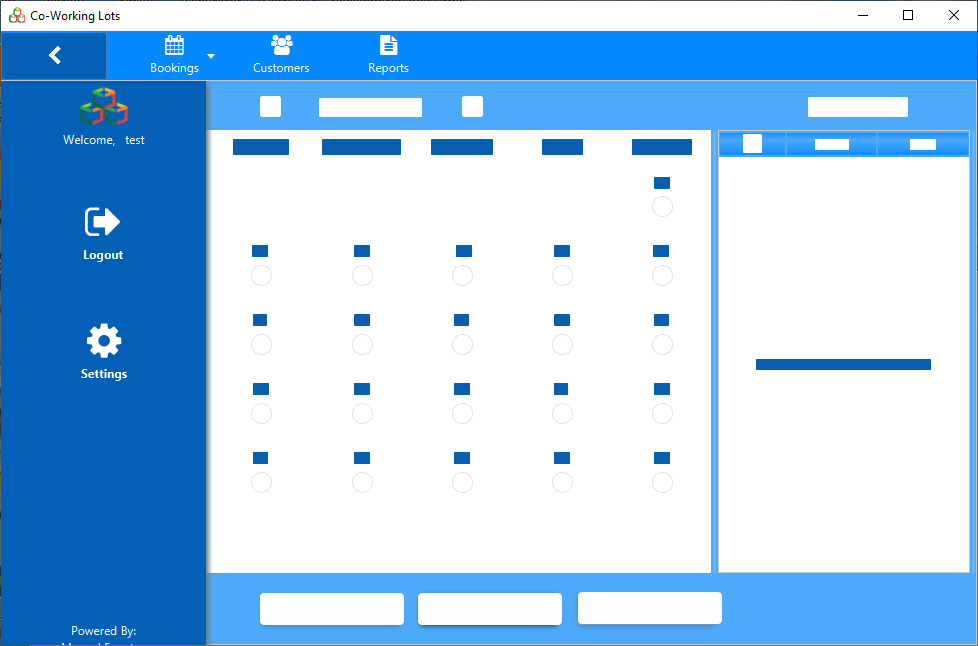 Co-Working Lots
Bookings
Customers
Reports
Welcome, test
Logout
Settings
Powered By: